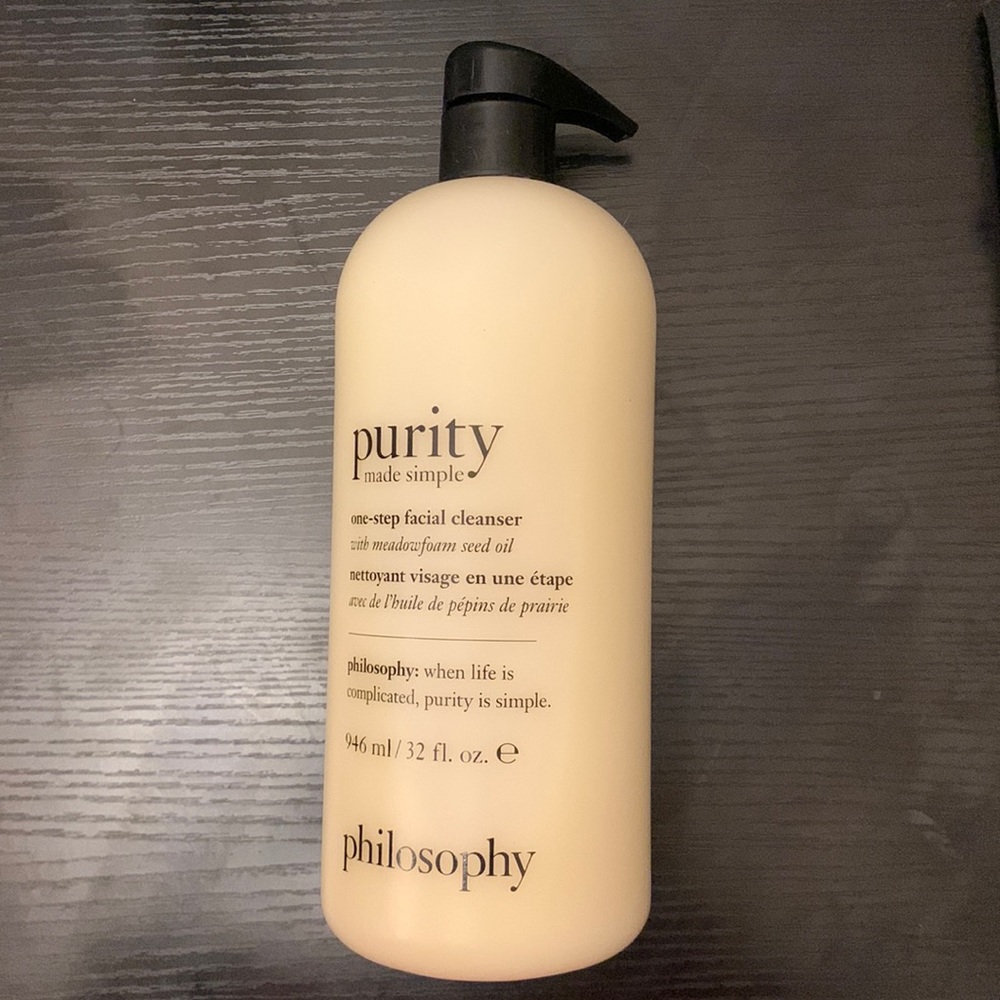 purity
made simple
one-step facial cleanser
with meadowfoam seed oil
nettoyant visage en une étape
avec de l'huile de pépins de prairie
philosophy: when life is
complicated, purity is simple.
946 ml / 32 fl. oz. ℮
philosophy